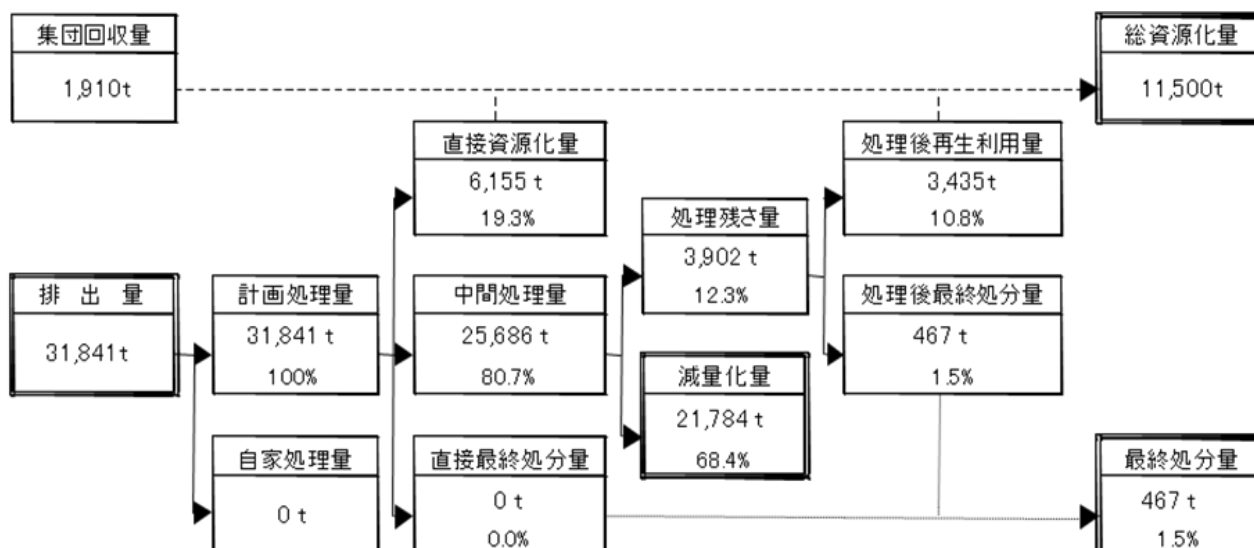 集団回収量
1,910t
総資源化量
11,500t
直接資源化量
6,155 t
19.3%
処理後再生利用量
3,435t
10.8%
処理残さ量
3,902 t
12.3%
排 出 量
31,841t
計画処理量
31,841 t
100%
中間処理量
25,686 t
80.7%
処理後最終処分量
467 t
1.5%
減量化量
21,784 t
68.4%
自家処理量
0 t
直接最終処分量
0 t
0.0%
最終処分量
467 t
1.5%